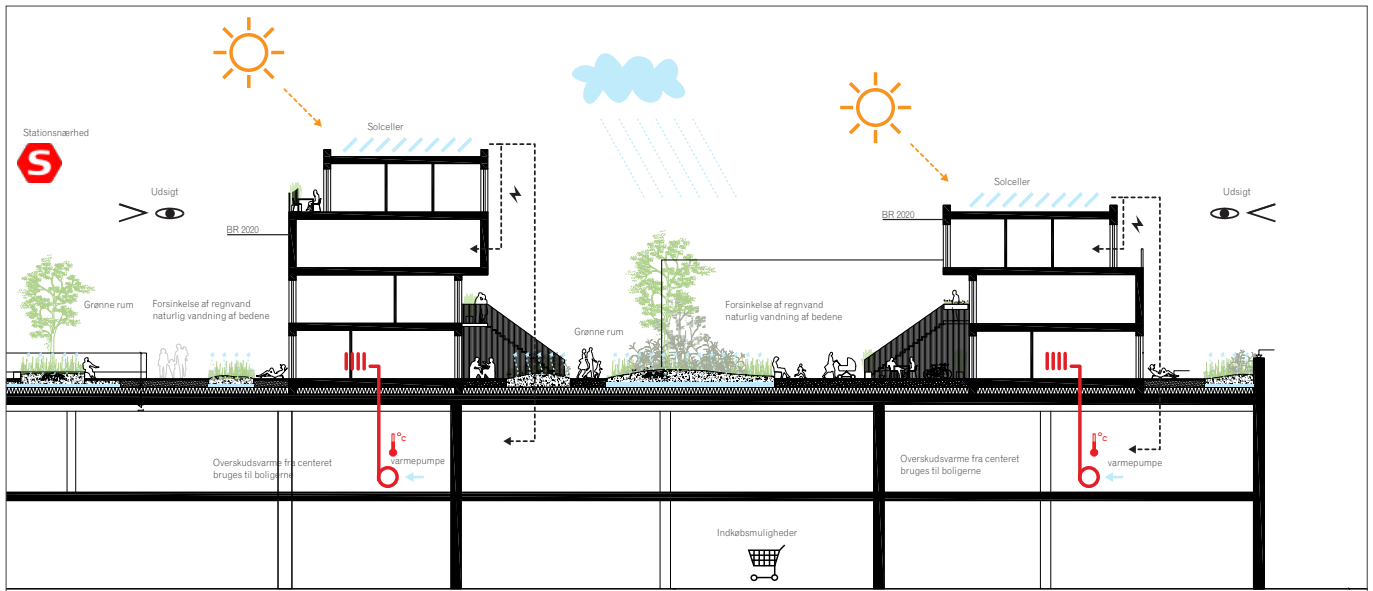 Solceller
Stationsnærhed
S
Udsigt
BR 2020
Grønne rum
Forsinkelse af regnvand
naturlig vandning af bedene
Grønne rum
Forsinkelse af regnvand
naturlig vandning af bedene
Solceller
BR 2020
Udsigt
°c
varmepumpe
Overskudsvarme fra centeret
bruges til boligerne
Overskudsvarme fra centeret
bruges til boligerne
°c
varmepumpe
Indkøbsmuligheder